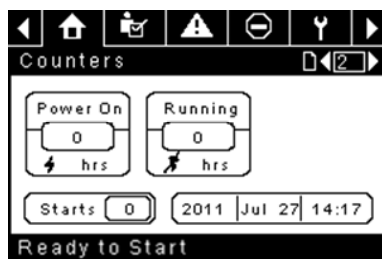 Counters 2
Power On Running
0 0
hrs hrs
Starts 0 2011 Jul 27 14:17
Ready to Start